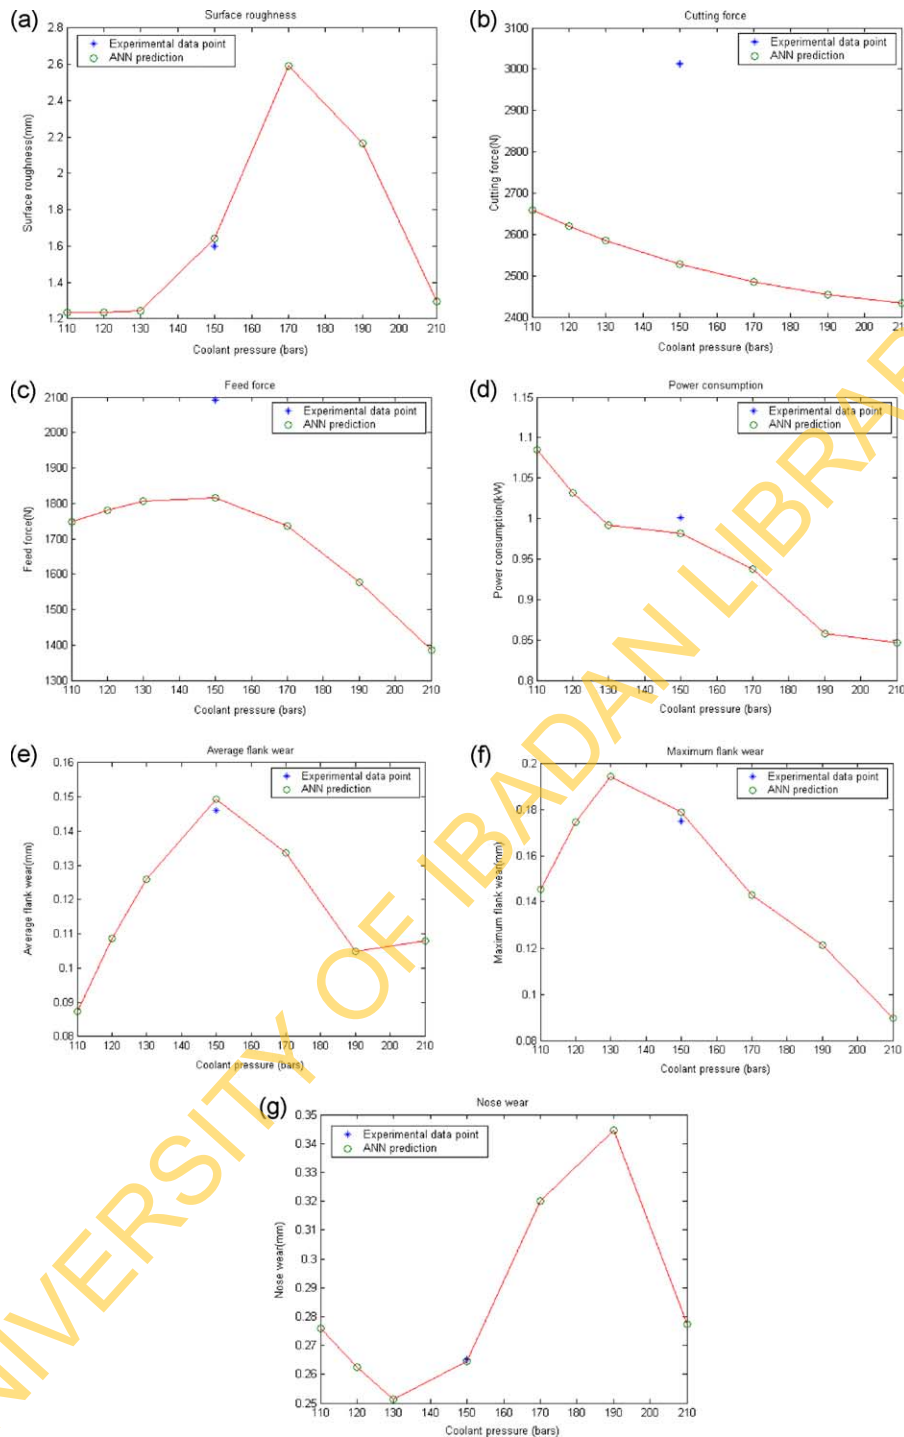 (a)
Surface roughness
2.8
2.6
2.4
2.2
2
1.8
1.6
1.4
1.2
Surface roughness(mm)
Experimental data point
ANN prediction
110 120 130 140 150 160 170 180 190 200 210
Coolant pressure (bars)
(b)
Cutting force
3100
3000
2900
2800
2700
2600
2500
2400
Cutting force(N)
Experimental data point
ANN prediction
110 120 130 140 150 160 170 180 190 200 210
Coolant pressure (bars)
(c)
Feed force
2100
2000
1900
1800
1700
1600
1500
1400
1300
Feed force(N)
Experimental data point
ANN prediction
110 120 130 140 150 160 170 180 190 200 210
Coolant pressure (bars)
(d)
Power consumption
1.15
1.1
1.05
1
0.95
0.9
0.85
0.8
Power consumption(kW)
Experimental data point
ANN prediction
110 120 130 140 150 160 170 180 190 200 210
Coolant pressure (bars)
(e)
Average flank wear
0.16
0.15
0.14
0.13
0.12
0.11
0.1
0.09
0.08
Average flank wear(mm)
Experimental data point
ANN prediction
110 120 130 140 150 160 170 180 190 200 210
Coolant pressure (bars)
(f)
Maximum flank wear
0.2
0.18
0.16
0.14
0.12
0.1
0.08
Maximum flank wear(mm)
Experimental data point
ANN prediction
110 120 130 140 150 160 170 180 190 200 210
Coolant pressure (bars)
(g)
Nose wear
0.35
0.34
0.33
0.32
0.31
0.3
0.29
0.28
0.27
0.26
0.25
Nose wear(mm)
Experimental data point
ANN prediction
110 120 130 140 150 160 170 180 190 200 210
Coolant pressure (bars)
NIVERSITY OF IBADAN LIBRAR